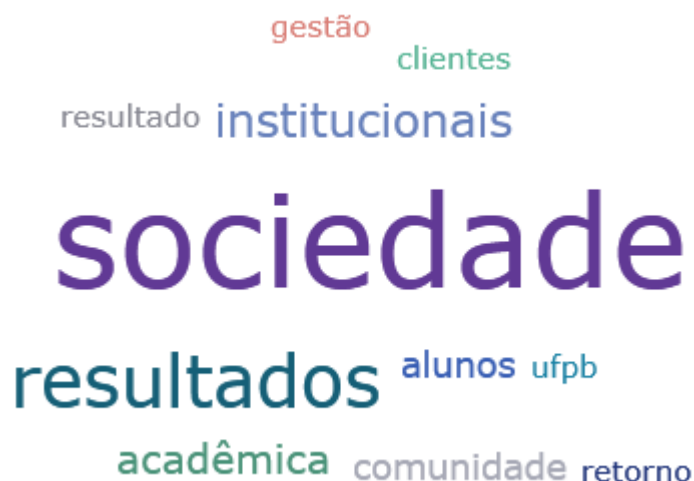 gestão
clientes
resultado institucionais
sociedade
resultados alunos ufpb
acadêmica comunidade retorno